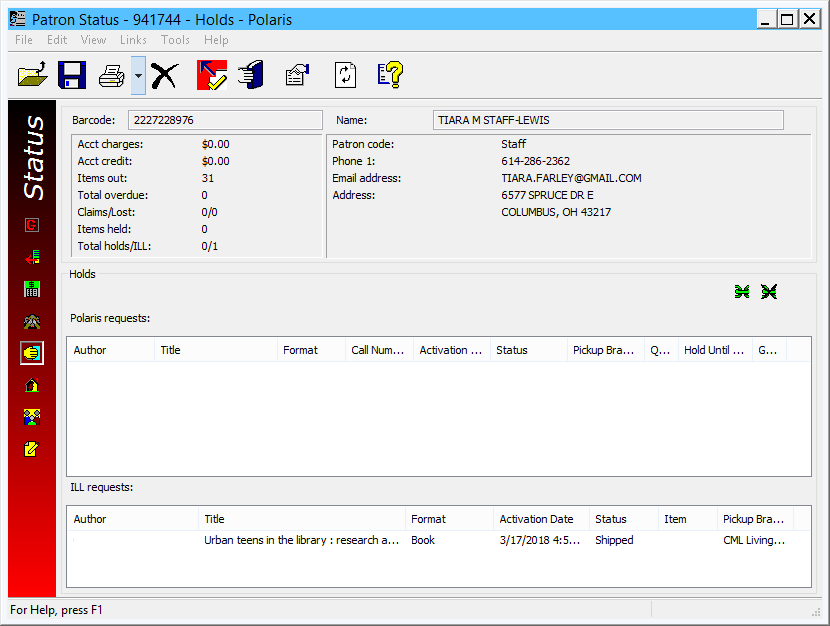 Patron Status - 941744 - Holds - Polaris
File Edit View Links Tools Help
Status
Barcode: 2227228976 Name: TIARA M STAFF-LEWIS
Acct charges: $0.00
Acct credit: $0.00
Items out: 31
Total overdue: 0
Claims/Lost: 0/0
Items held: 0
Total holds/ILL: 0/1
Patron code: Staff
Phone 1: 614-286-2362
Email address: TIARA.FARLEY@GMAIL.COM
Address: 6577 SPRUCE DR E
COLUMBUS, OH 43217
Holds
Polaris requests:
Author Title Format Call Num... Activation ... Status Pickup Bra... Q... Hold Until ... G...
ILL requests:
Author Title Format Activation Date Status Item Pickup Bra...
Urban teens in the library : research a... Book 3/17/2018 4:5... Shipped CML Living...
For Help, press F1